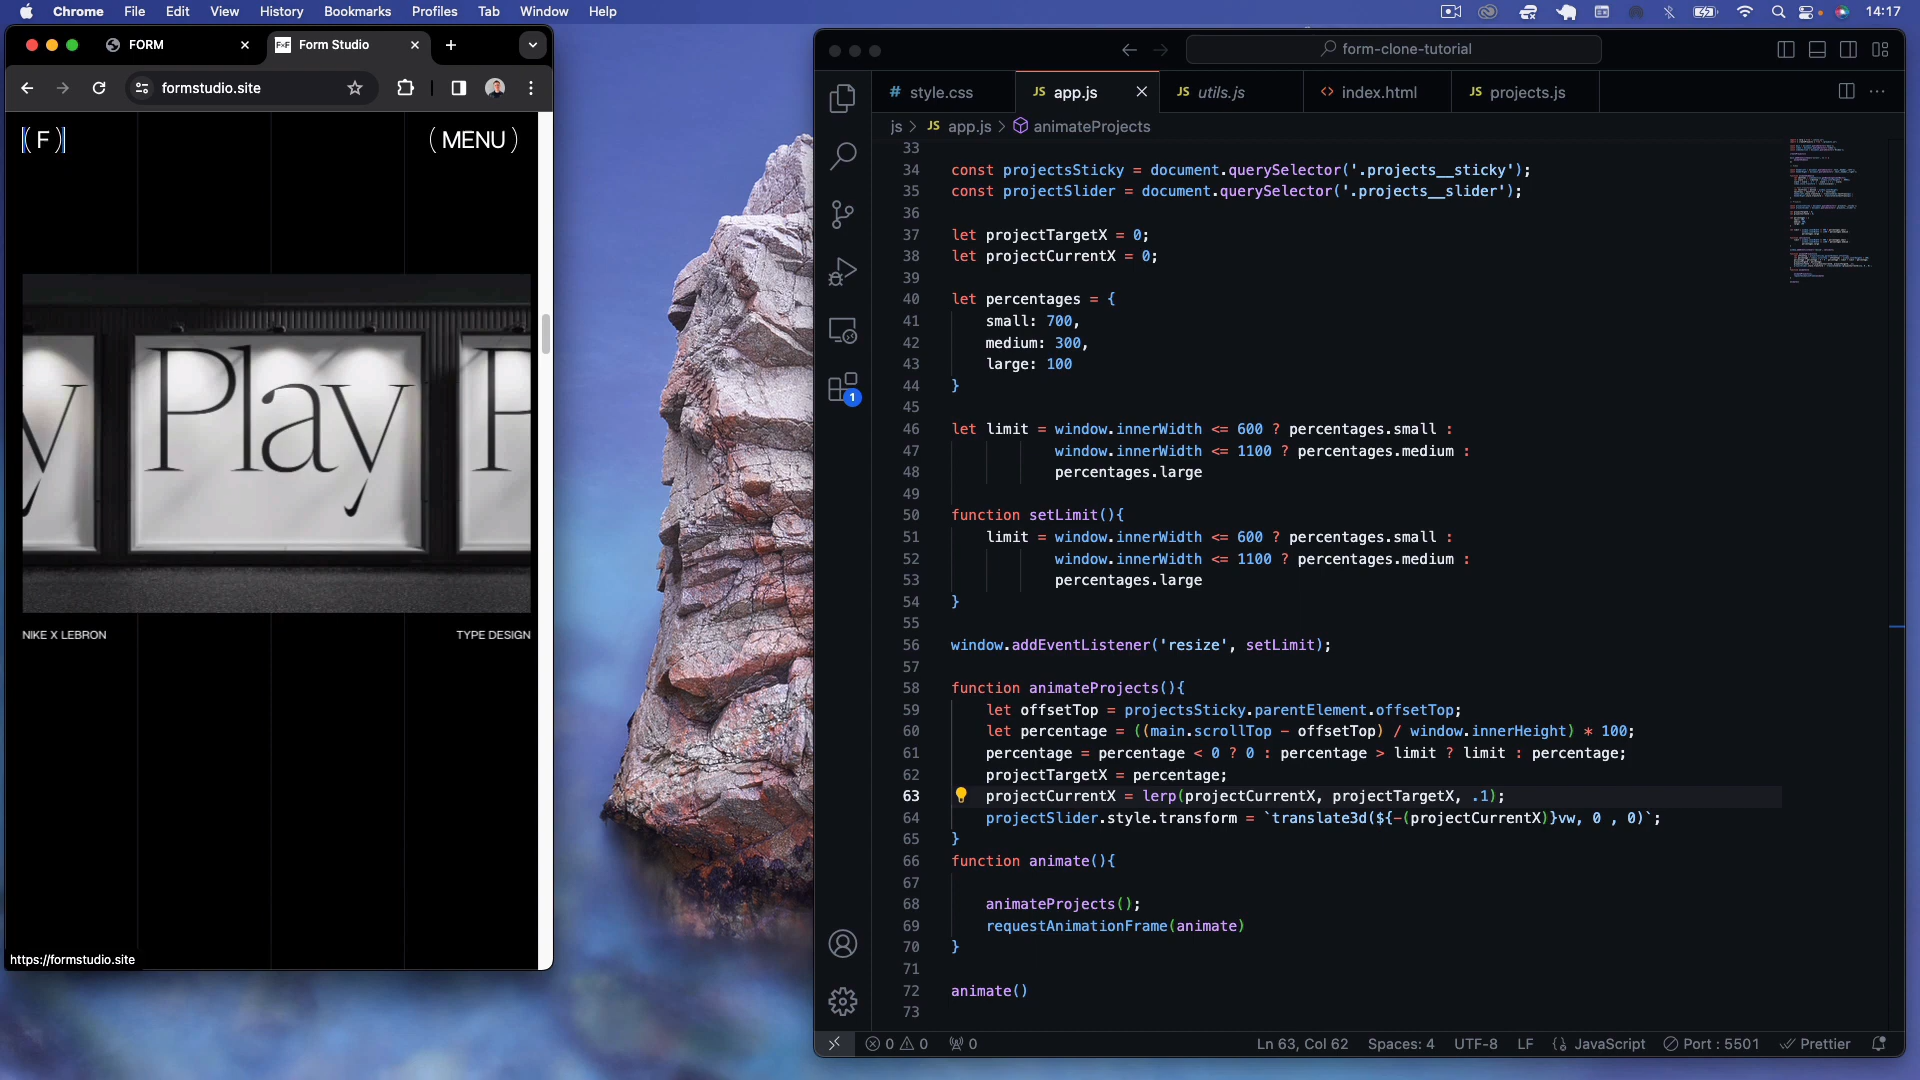 Chrome File Edit View History Bookmarks Profiles Tab Window Help 14:17
FORM
Form Studio
formstudio.site
( F )
( MENU )
Play
NIKE X LEBRON
TYPE DESIGN
https://formstudio.site
form-clone-tutorial
# style.css
JS app.js
JS utils.js
<> index.html
JS projects.js
js > JS app.js > animateProjects
33
34 const projectsSticky = document.querySelector('.projects__sticky');
35 const projectSlider = document.querySelector('.projects__slider');
36
37 let projectTargetX = 0;
38 let projectCurrentX = 0;
39
40 let percentages = {
41 small: 700,
42 medium: 300,
43 large: 100
44 }
45
46 let limit = window.innerWidth <= 600 ? percentages.small :
47 window.innerWidth <= 1100 ? percentages.medium :
48 percentages.large
49
50 function setLimit(){
51 limit = window.innerWidth <= 600 ? percentages.small :
52 window.innerWidth <= 1100 ? percentages.medium :
53 percentages.large
54 }
55
56 window.addEventListener('resize', setLimit);
57
58 function animateProjects(){
59 let offsetTop = projectsSticky.parentElement.offsetTop;
60 let percentage = ((main.scrollTop - offsetTop) / window.innerHeight) * 100;
61 percentage = percentage < 0 ? 0 : percentage > limit ? limit : percentage;
62 projectTargetX = percentage;
63 projectCurrentX = lerp(projectCurrentX, projectTargetX, .1);
64 projectSlider.style.transform = `translate3d(${-(projectCurrentX)}vw, 0 , 0)`;
65 }
66 function animate(){
67
68 animateProjects();
69 requestAnimationFrame(animate)
70 }
71
72 animate()
73
1
0 0 0
Ln 63, Col 62 Spaces: 4 UTF-8 LF {} JavaScript Port : 5501 Prettier